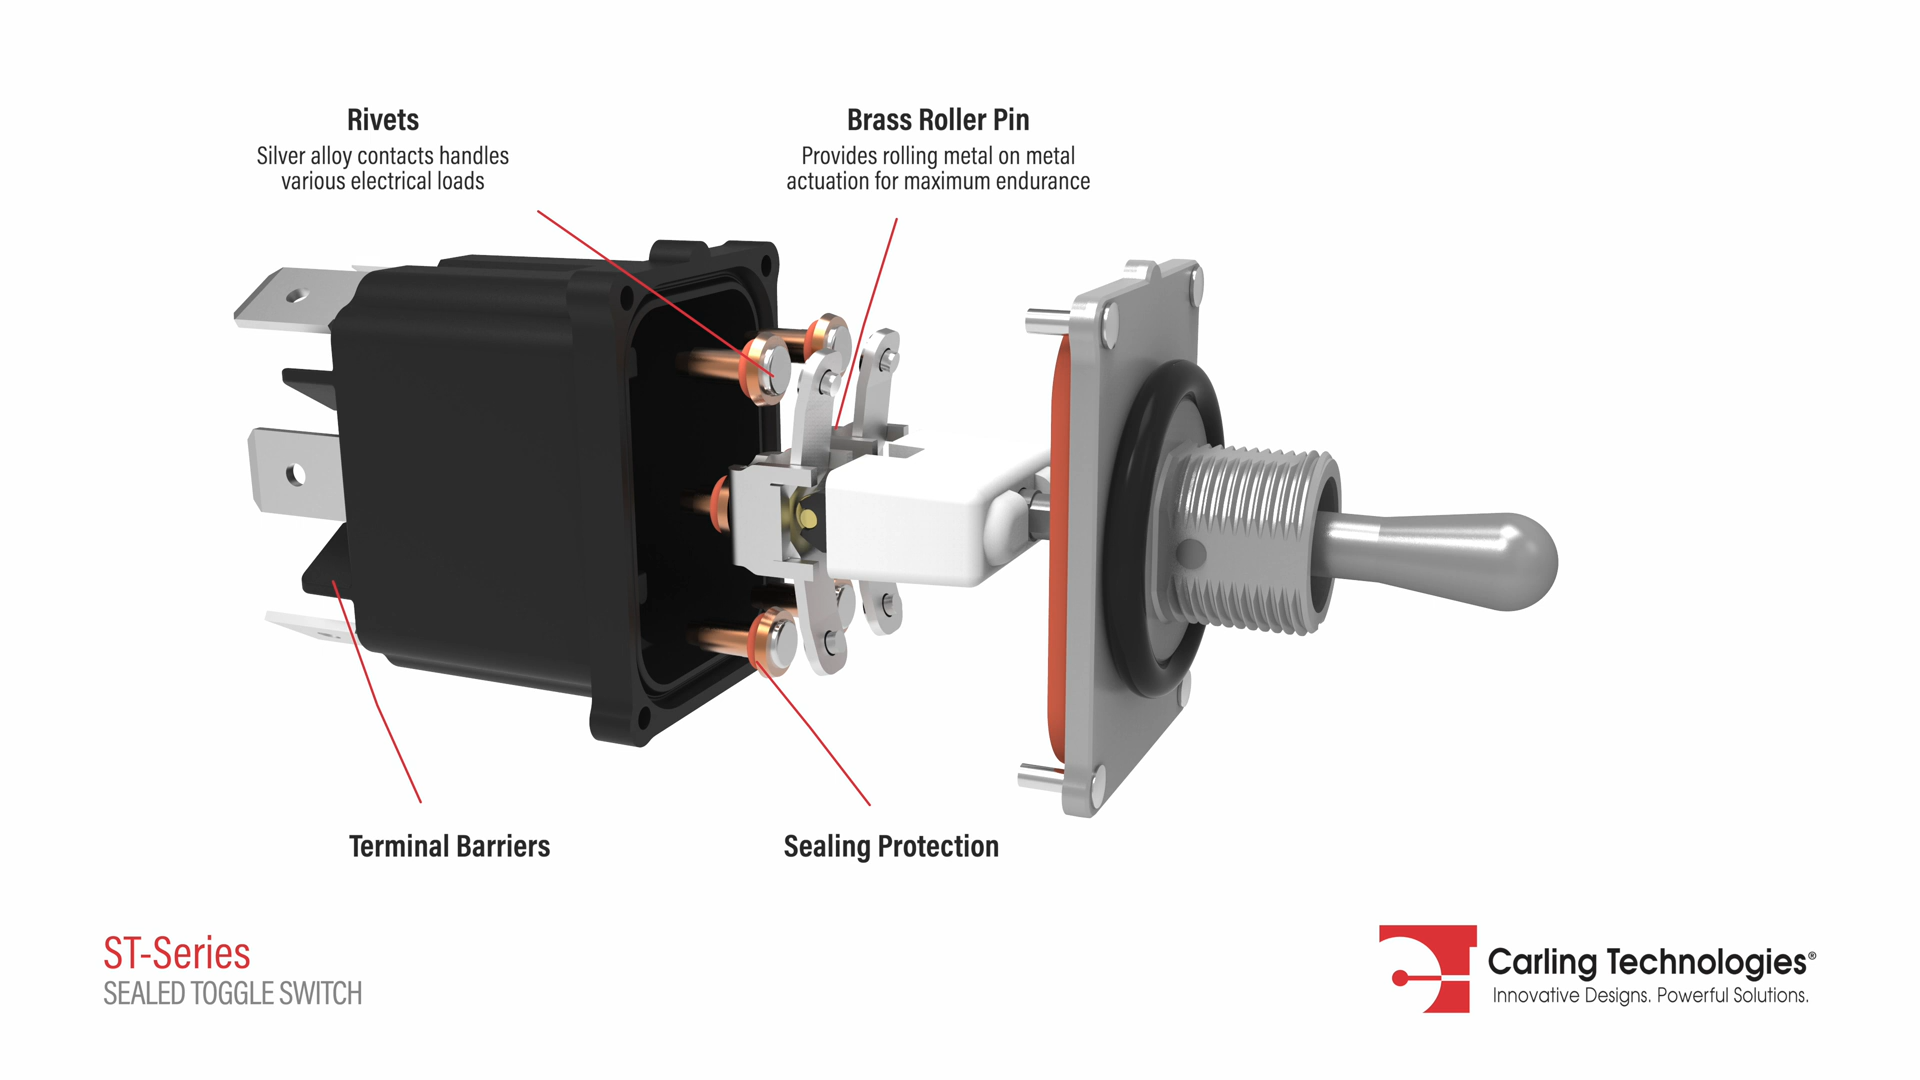 Rivets
Silver alloy contacts handles
various electrical loads
Brass Roller Pin
Provides rolling metal on metal
actuation for maximum endurance
Terminal Barriers
Sealing Protection
ST-Series
SEALED TOGGLE SWITCH
Carling Technologies®
Innovative Designs. Powerful Solutions.